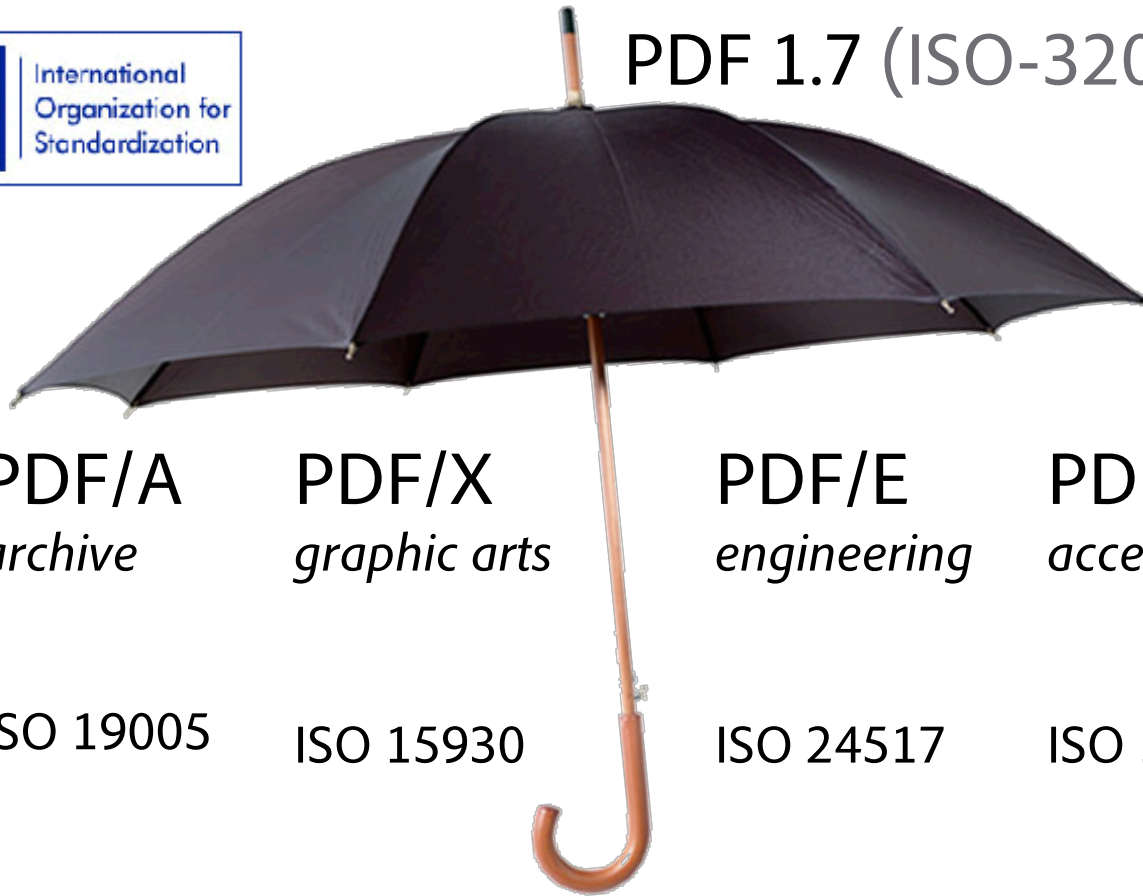 International
Organization for
Standardization
PDF 1.7 (ISO-320
PDF/A
archive
PDF/X
graphic arts
PDF/E
engineering
PD
acce
SO 19005
ISO 15930
ISO 24517
ISO